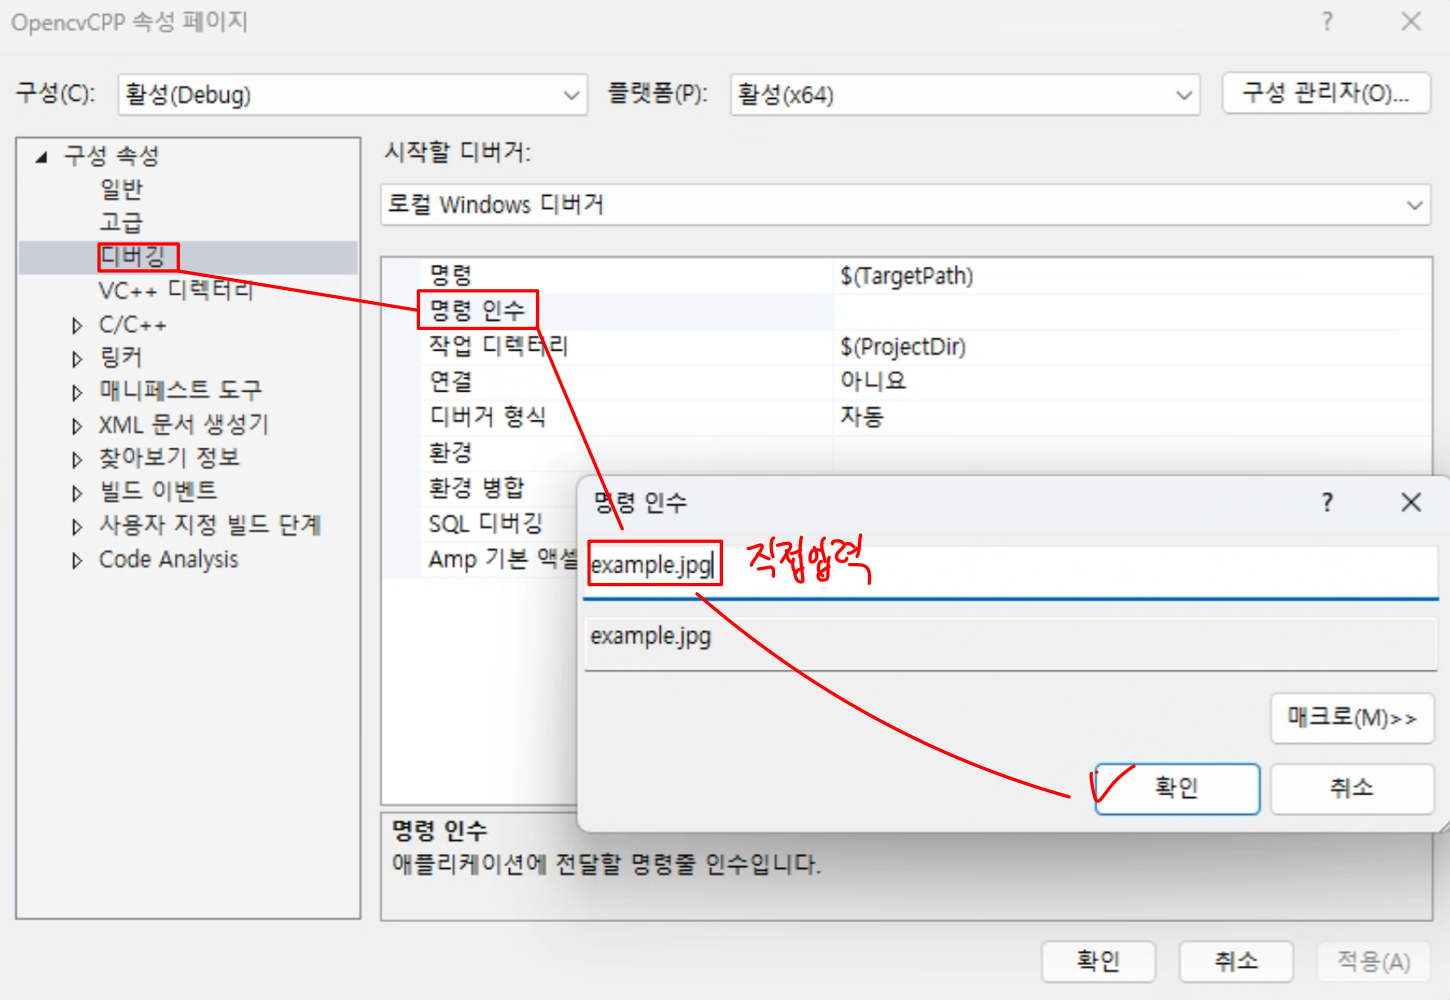 OpencvCPP 속성 페이지
?
구성(C):
활성(Debug)
플랫폼(P):
활성(x64)
구성 관리자(O)...
구성 속성
일반
고급
디버깅
VC++ 디렉터리
C/C++
링커
매니페스트 도구
XML 문서 생성기
찾아보기 정보
빌드 이벤트
사용자 지정 빌드 단계
Code Analysis
시작할 디버거:
로컬 Windows 디버거
명령 $(TargetPath)
명령 인수
작업 디렉터리 $(ProjectDir)
연결 아니요
디버거 형식 자동
환경
환경 병합
SQL 디버깅
Amp 기본 액셀
명령 인수
?
example.jpg
직접입력
example.jpg
매크로(M)>>
확인
취소
명령 인수
애플리케이션에 전달할 명령줄 인수입니다.
확인
취소
적용(A)